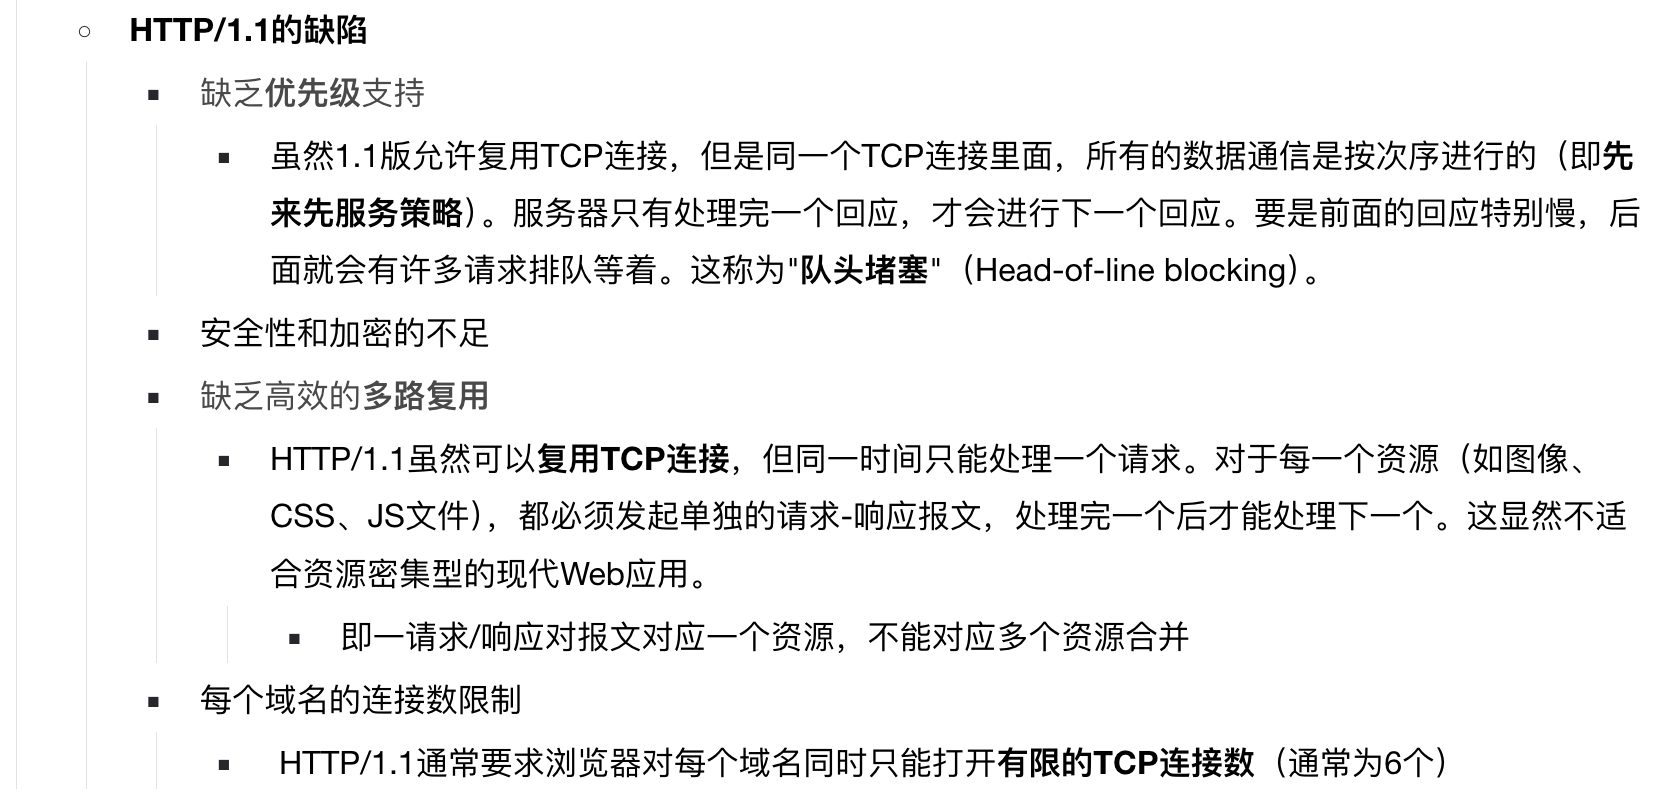 HTTP/1.1的缺陷
缺乏优先级支持
虽然1.1版允许复用TCP连接，但是同一个TCP连接里面，所有的数据通信是按次序进行的（即先
来先服务策略）。服务器只有处理完一个回应，才会进行下一个回应。要是前面的回应特别慢，后
面就会有许多请求排队等着。这称为"队头堵塞"（Head-of-line blocking）。
安全性和加密的不足
缺乏高效的多路复用
HTTP/1.1虽然可以复用TCP连接，但同一时间只能处理一个请求。对于每一个资源（如图像、
CSS、JS文件），都必须发起单独的请求-响应报文，处理完一个后才能处理下一个。这显然不适
合资源密集型的现代Web应用。
即一请求/响应对报文对应一个资源，不能对应多个资源合并
每个域名的连接数限制
HTTP/1.1通常要求浏览器对每个域名同时只能打开有限的TCP连接数（通常为6个）